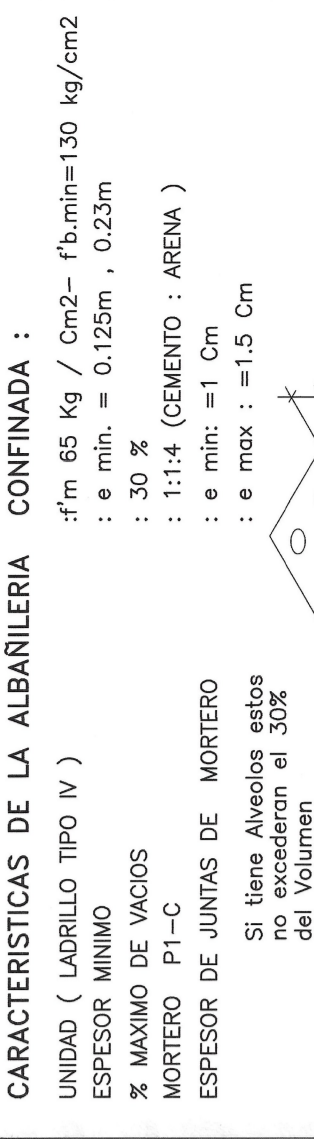 CARACTERISTICAS DE LA ALBAÑILERIA CONFINADA :
UNIDAD ( LADRILLO TIPO IV ) :f'm 65 Kg / Cm2- f'b.min=130 kg/cm2
ESPESOR MINIMO : e min. = 0.125m , 0.23m
% MAXIMO DE VACIOS : 30 %
MORTERO P1-C : 1:1:4 (CEMENTO : ARENA )
ESPESOR DE JUNTAS DE MORTERO : e min: =1 Cm
: e max : =1.5 Cm
Si tiene Alveolos estos
no excederan el 30%
del Volumen